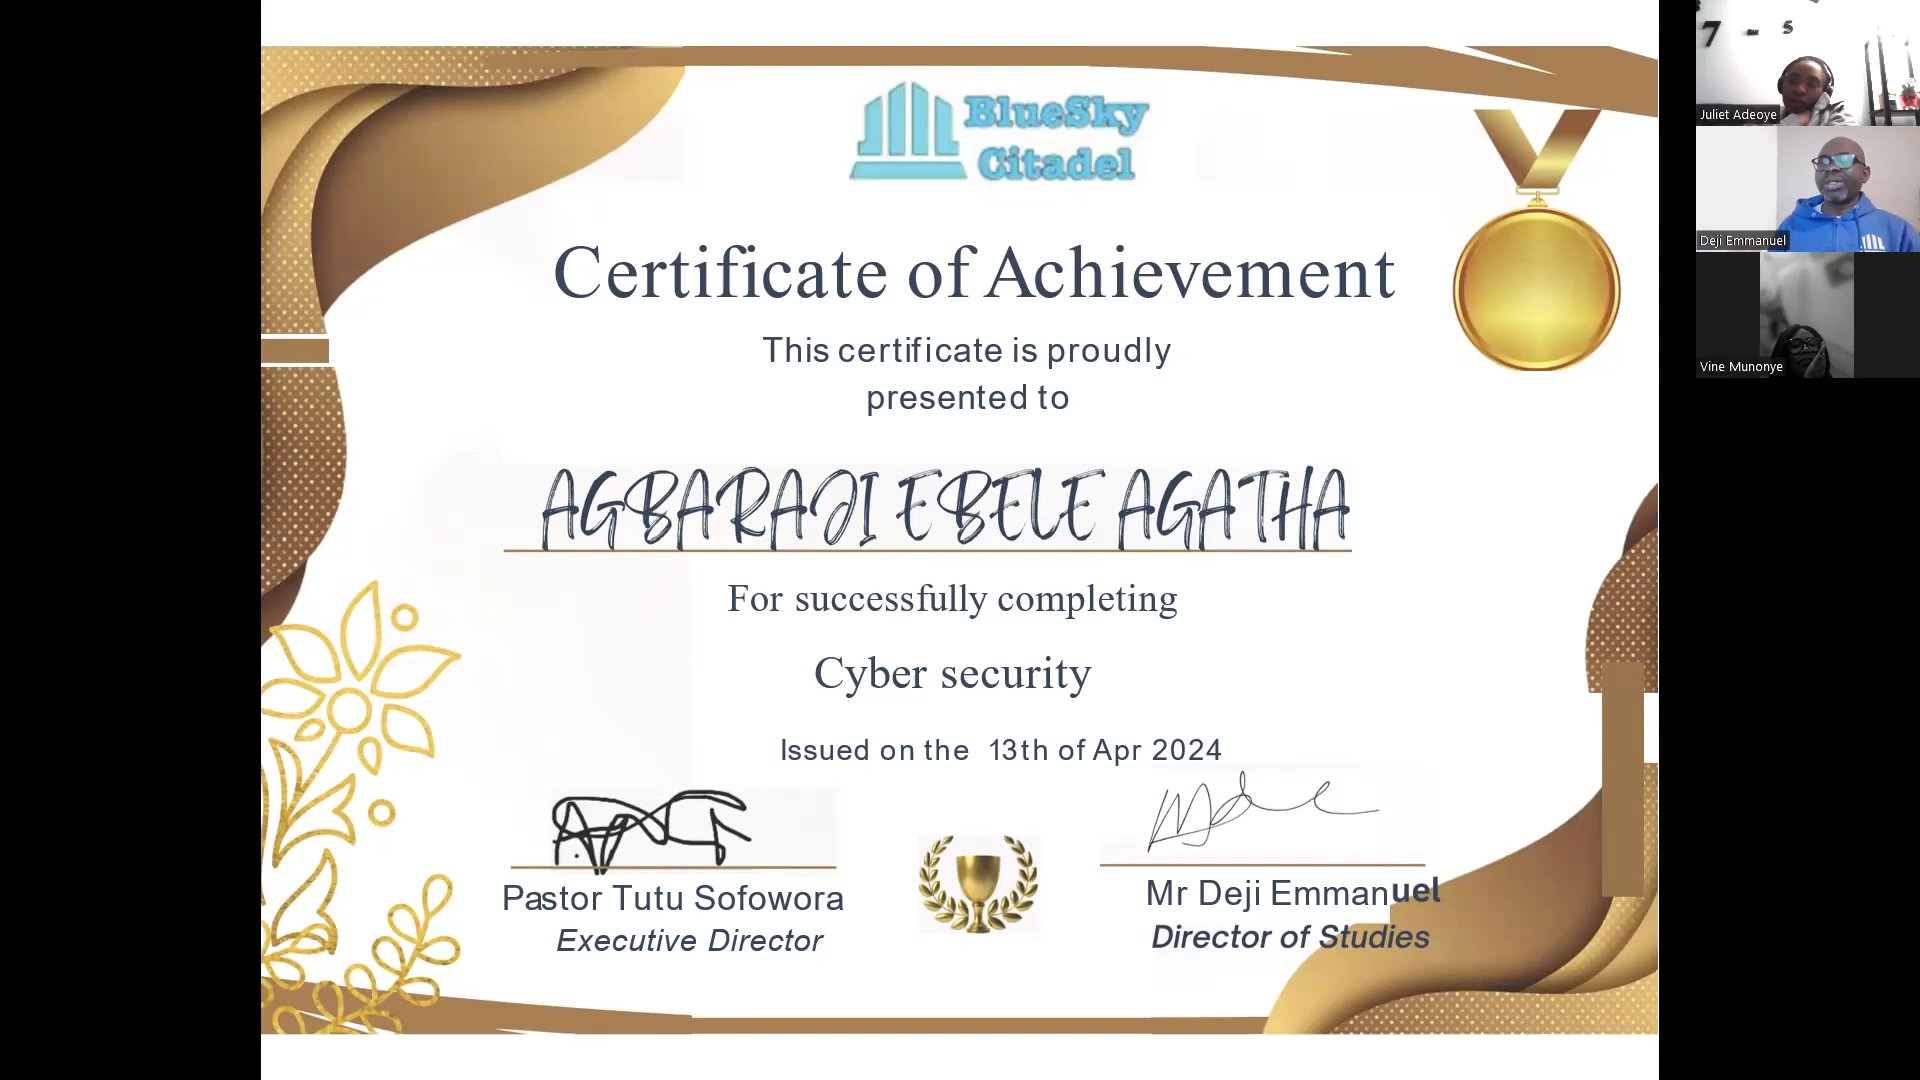 BlueSky
Citadel
Certificate of Achievement
This certificate is proudly
presented to
AGBARAJI EBELE AGATHA
For successfully completing
Cyber security
Issued on the 13th of Apr 2024
Pastor Tutu Sofowora
Executive Director
Mr Deji Emmanuel
Director of Studies
7
S
Juliet Adeoye
Deji Emmanuel
Vine Munonye